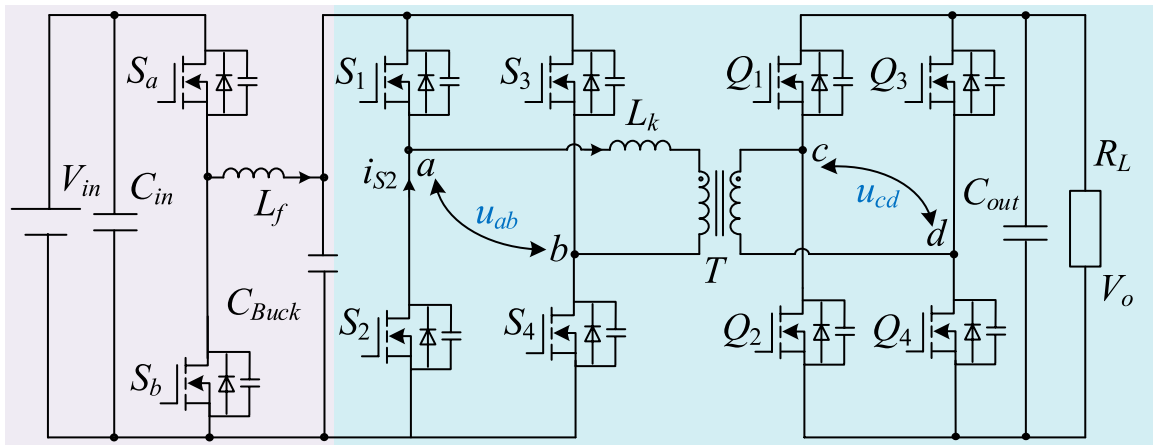 Sa
S1
S3
Q1
Q3
Lk
Vin
Cin
Lf
iS2
a
uab
b
T
c
ucd
d
Cout
RL
Vo
CBuck
S2
S4
Q2
Q4
Sb